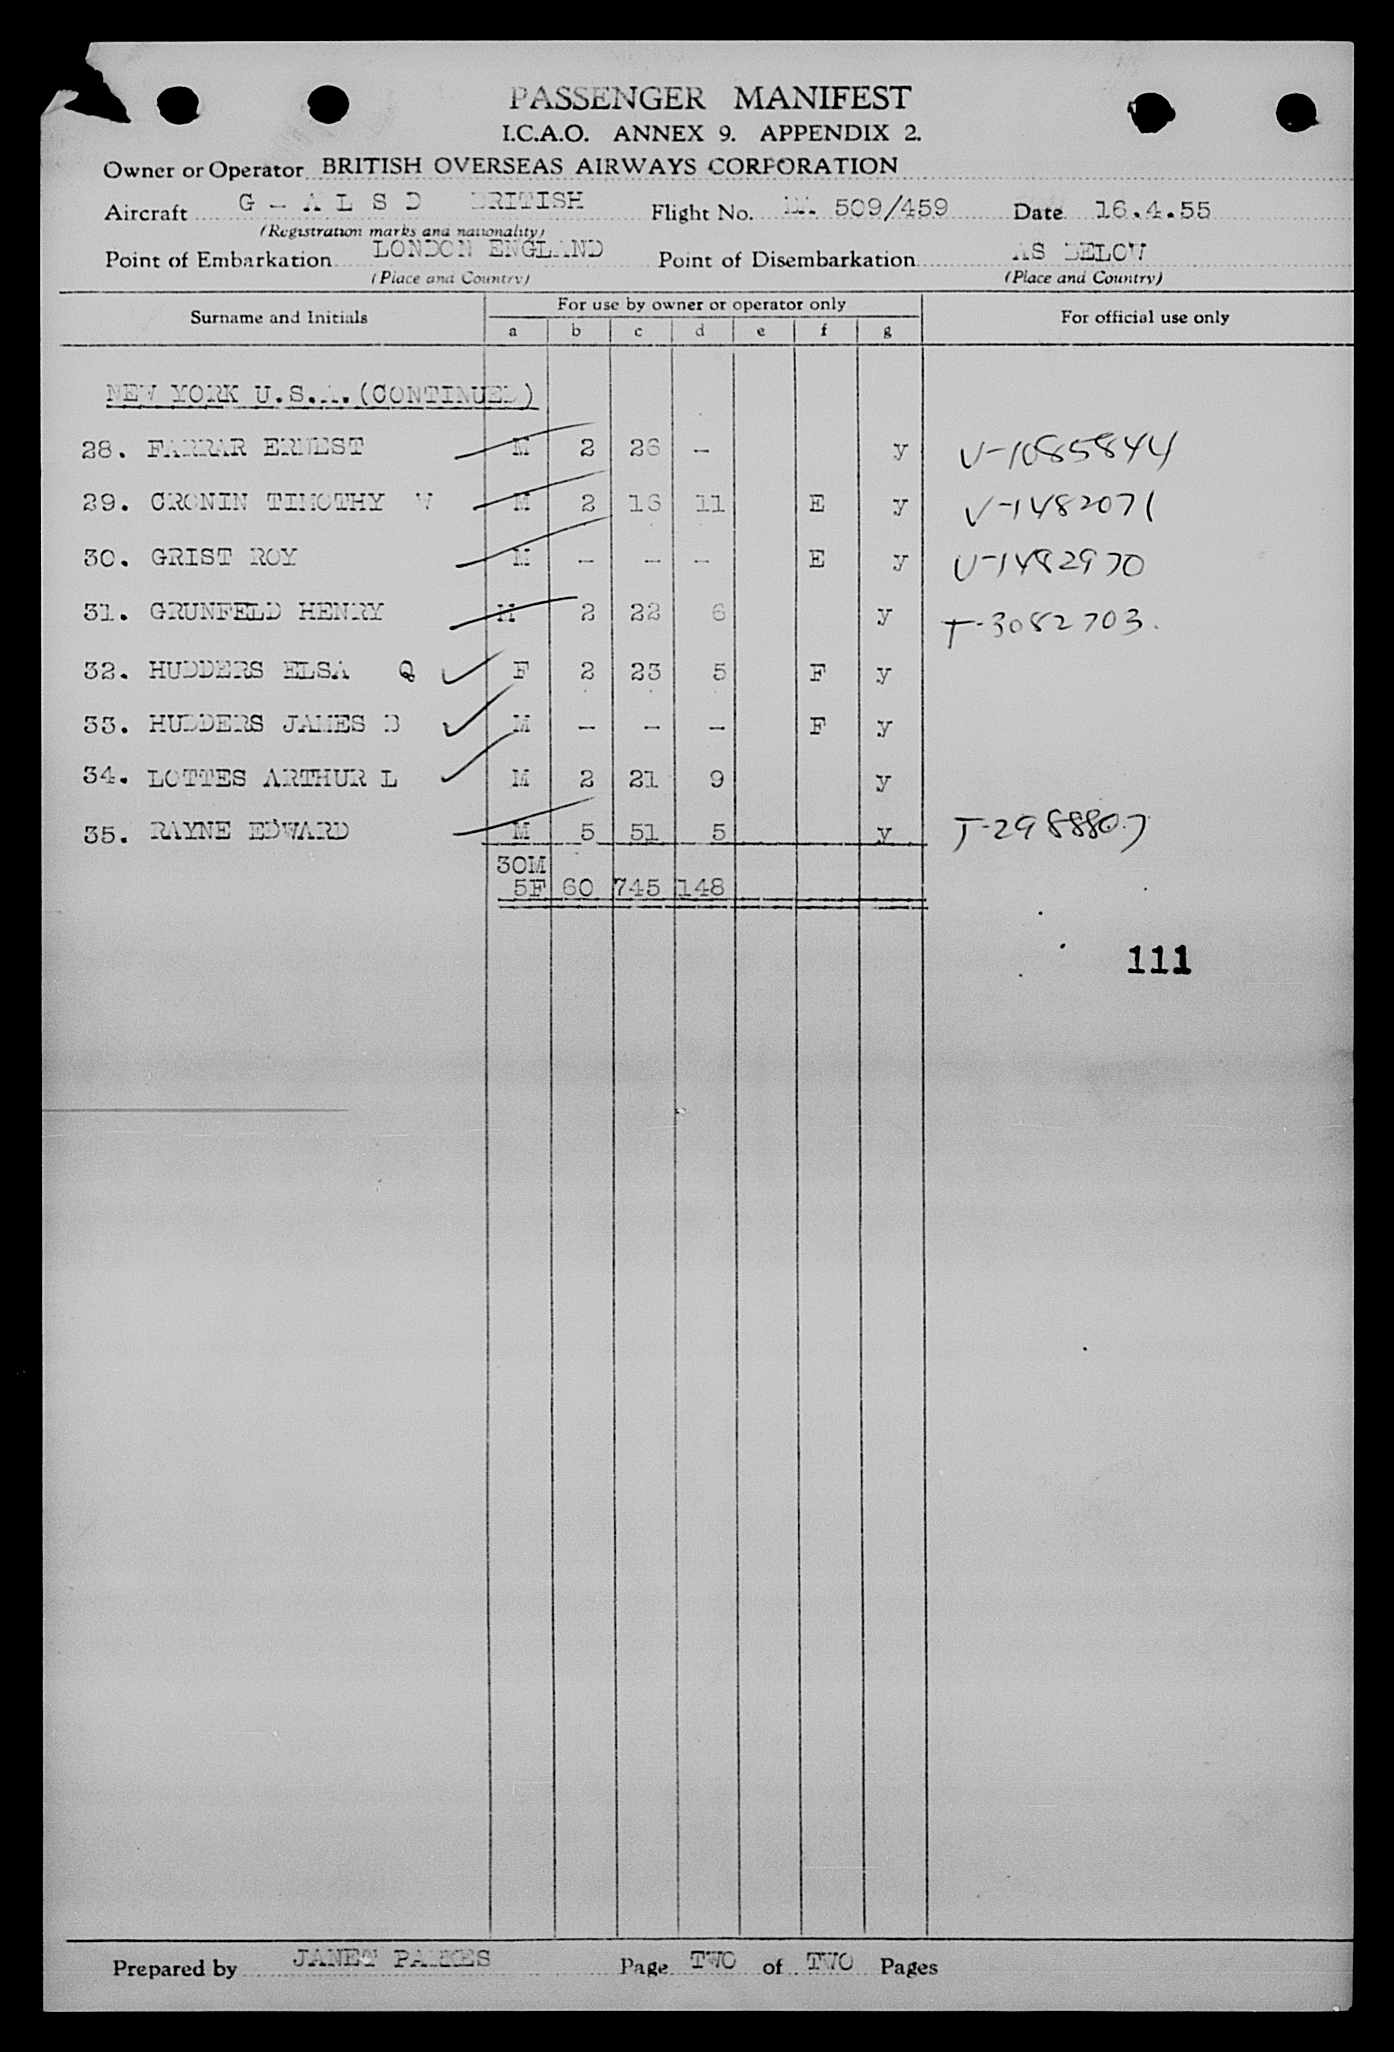 PASSENGER MANIFEST
I.C.A.O. ANNEX 9. APPENDIX 2.
Owner or Operator BRITISH OVERSEAS AIRWAYS CORPORATION
Aircraft G - A L S D BRITISH Flight No. 509/459 Date 16.4.55
(Registration marks and nationality)
Point of Embarkation LONDON ENGLAND Point of Disembarkation AS BELOW
(Place and Country) (Place and Country)
Surname and Initials For use by owner or operator only For official use only
a b c d e f g
NEW YORK U.S.A.(CONTINUED)
28. FARRAR ERNEST M 2 26 - y V-1085844
29. CRONIN TIMOTHY V M 2 16 11 E y V-1482071
30. GRIST ROY M - - - E y V-1482970
31. GRUNFELD HENRY M 2 22 6 y T-3082703.
32. HUDDERS ELSA Q F 2 23 5 F y
33. HUDDERS JAMES D M - - - F y
34. LOTTES ARTHUR L M 2 21 9 y
35. RAYNE EDWARD M 5 51 5 y T-2988807
30M
5F 60 745 148
111
Prepared by JANET PARKES Page TWO of TWO Pages